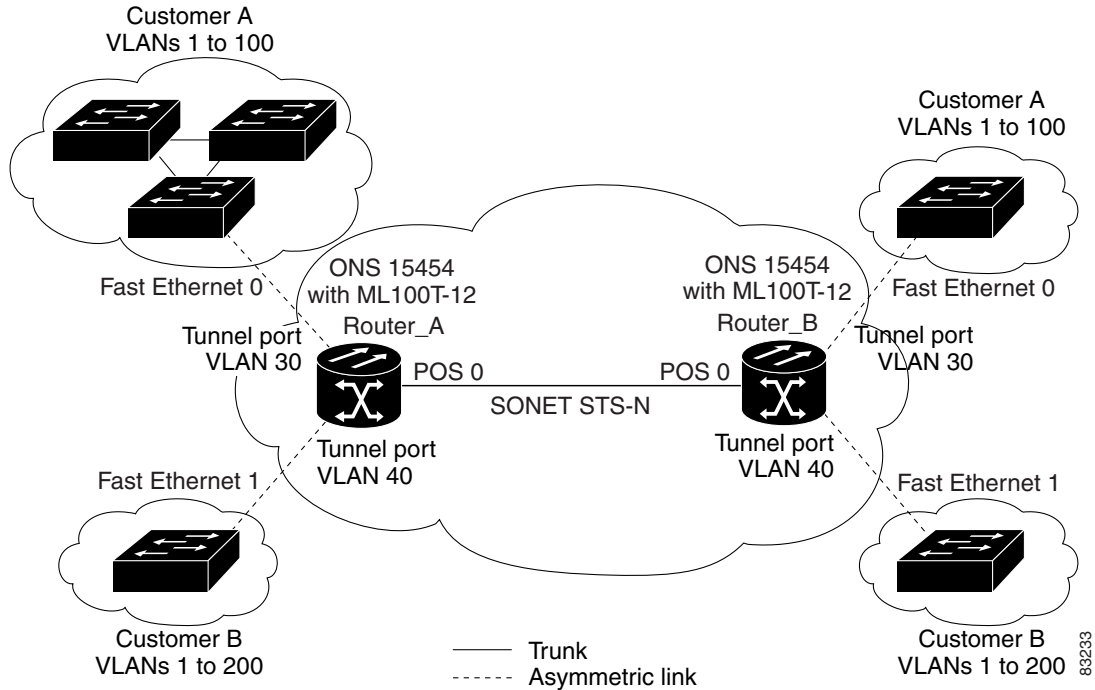 Customer A
VLANs 1 to 100
Customer A
VLANs 1 to 100
Fast Ethernet 0
ONS 15454
with ML100T-12
Router_A
ONS 15454
with ML100T-12
Router_B
Fast Ethernet 0
Tunnel port
VLAN 30
Tunnel port
VLAN 30
POS 0
POS 0
SONET STS-N
Tunnel port
VLAN 40
Tunnel port
VLAN 40
Fast Ethernet 1
Fast Ethernet 1
Customer B
VLANs 1 to 200
Customer B
VLANs 1 to 200
Trunk
Asymmetric link
83233